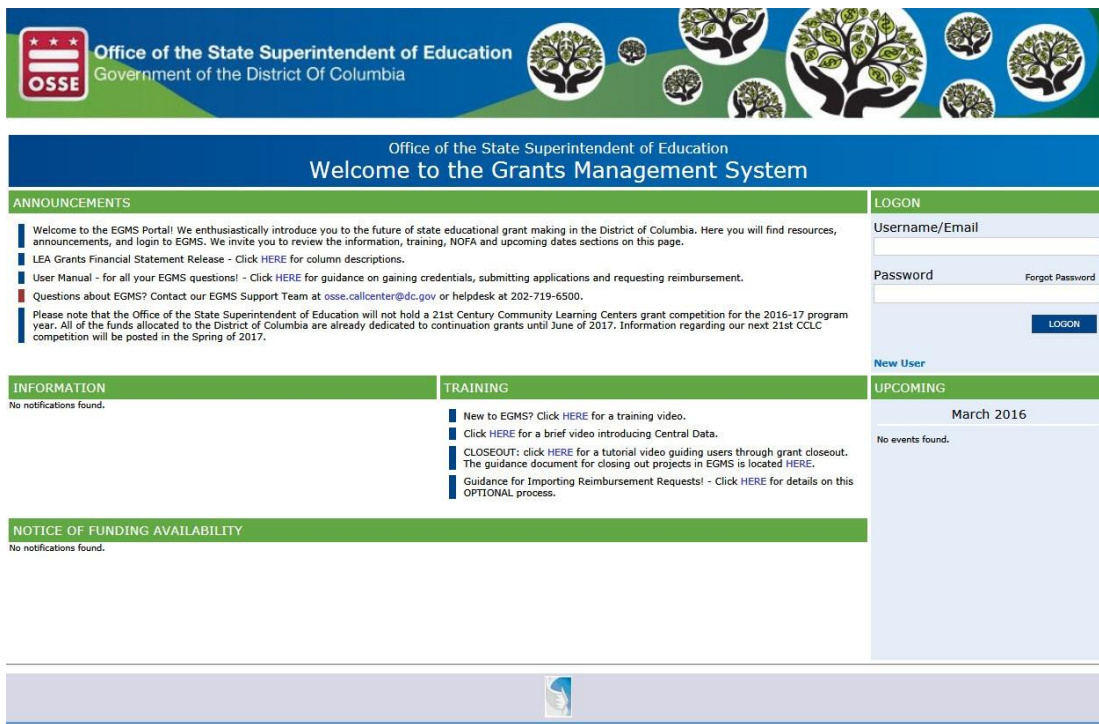 OSSE
Office of the State Superintendent of Education
Government of the District Of Columbia
Office of the State Superintendent of Education
Welcome to the Grants Management System
ANNOUNCEMENTS
Welcome to the EGMS Portal! We enthusiastically introduce you to the future of state educational grant making in the District of Columbia. Here you will find resources,
announcements, and login to EGMS. We invite you to review the information, training, NOFA and upcoming dates sections on this page.
LEA Grants Financial Statement Release - Click HERE for column descriptions.
User Manual - for all your EGMS questions! - Click HERE for guidance on gaining credentials, submitting applications and requesting reimbursement.
Questions about EGMS? Contact our EGMS Support Team at osse.callcenter@dc.gov or helpdesk at 202-719-6500.
Please note that the Office of the State Superintendent of Education will not hold a 21st Century Community Learning Centers grant competition for the 2016-17 program
year. All of the funds allocated to the District of Columbia are already dedicated to continuation grants until June of 2017. Information regarding our next 21st CCLC
competition will be posted in the Spring of 2017.
LOGON
Username/Email
Password
Forgot Password
LOGON
New User
INFORMATION
No notifications found.
TRAINING
New to EGMS? Click HERE for a training video.
Click HERE for a brief video introducing Central Data.
CLOSEOUT: click HERE for a tutorial video guiding users through grant closeout.
The guidance document for closing out projects in EGMS is located HERE.
Guidance for Importing Reimbursement Requests! - Click HERE for details on this
OPTIONAL process.
UPCOMING
March 2016
No events found.
NOTICE OF FUNDING AVAILABILITY
No notifications found.